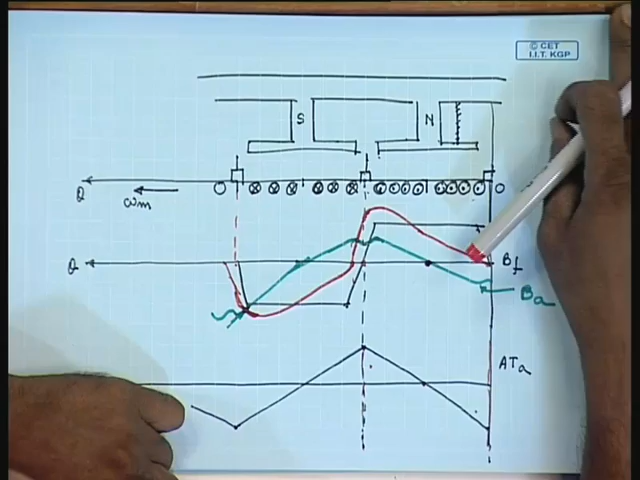 © CET
I.I.T. KGP
S
N
θ
ωm
θ
Bf
Ba
ATa